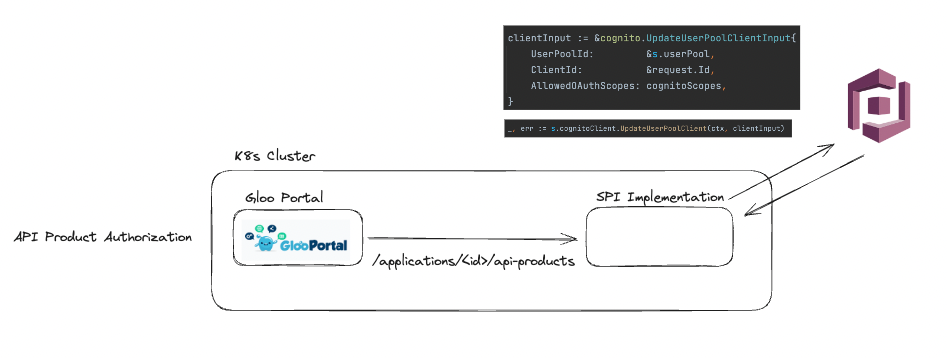 clientInput := &cognito.UpdateUserPoolClientInput{
UserPoolId: &s.userPool,
ClientId: &request.Id,
AllowedOAuthScopes: cognitoScopes,
}
_, err := s.cognitoClient.UpdateUserPoolClient(ctx, clientInput)
K8s Cluster
Gloo Portal
SPI Implementation
API Product Authorization
GlooPortal
/applications/<id>/api-products